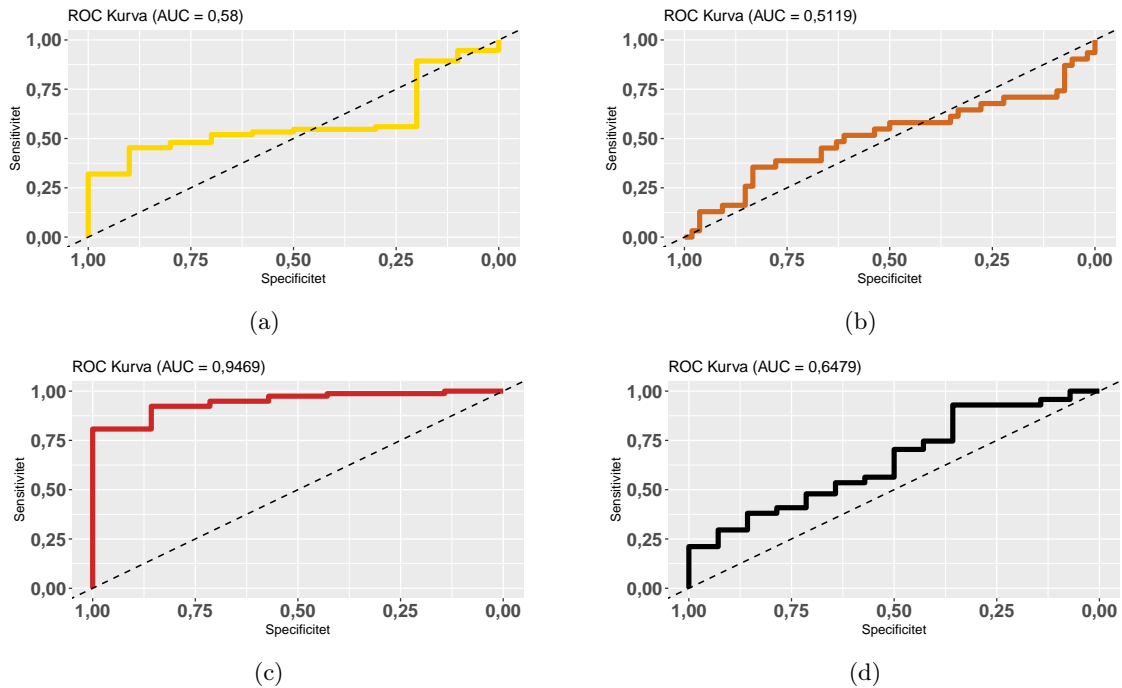 ROC Kurva (AUC = 0,58)
1,00
0,75
0,50
0,25
0,00
Sensitivitet
1,00 0,75 0,50 0,25 0,00
Specificitet
(a)
ROC Kurva (AUC = 0,5119)
1,00
0,75
0,50
0,25
0,00
Sensitivitet
1,00 0,75 0,50 0,25 0,00
Specificitet
(b)
ROC Kurva (AUC = 0,9469)
1,00
0,75
0,50
0,25
0,00
Sensitivitet
1,00 0,75 0,50 0,25 0,00
Specificitet
(c)
ROC Kurva (AUC = 0,6479)
1,00
0,75
0,50
0,25
0,00
Sensitivitet
1,00 0,75 0,50 0,25 0,00
Specificitet
(d)